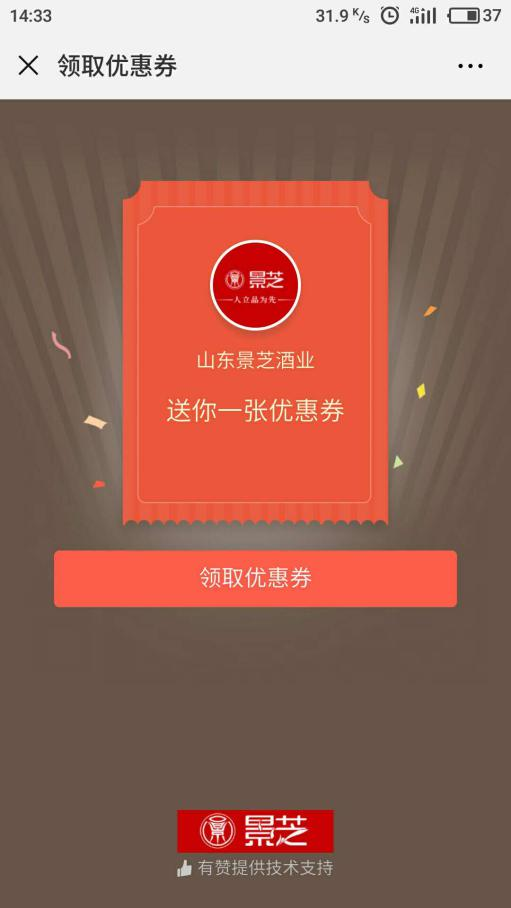 14:33
31.9 K/s
4G
37
领取优惠券
景芝
人立品为先
山东景芝酒业
送你一张优惠券
领取优惠券
景芝
有赞提供技术支持